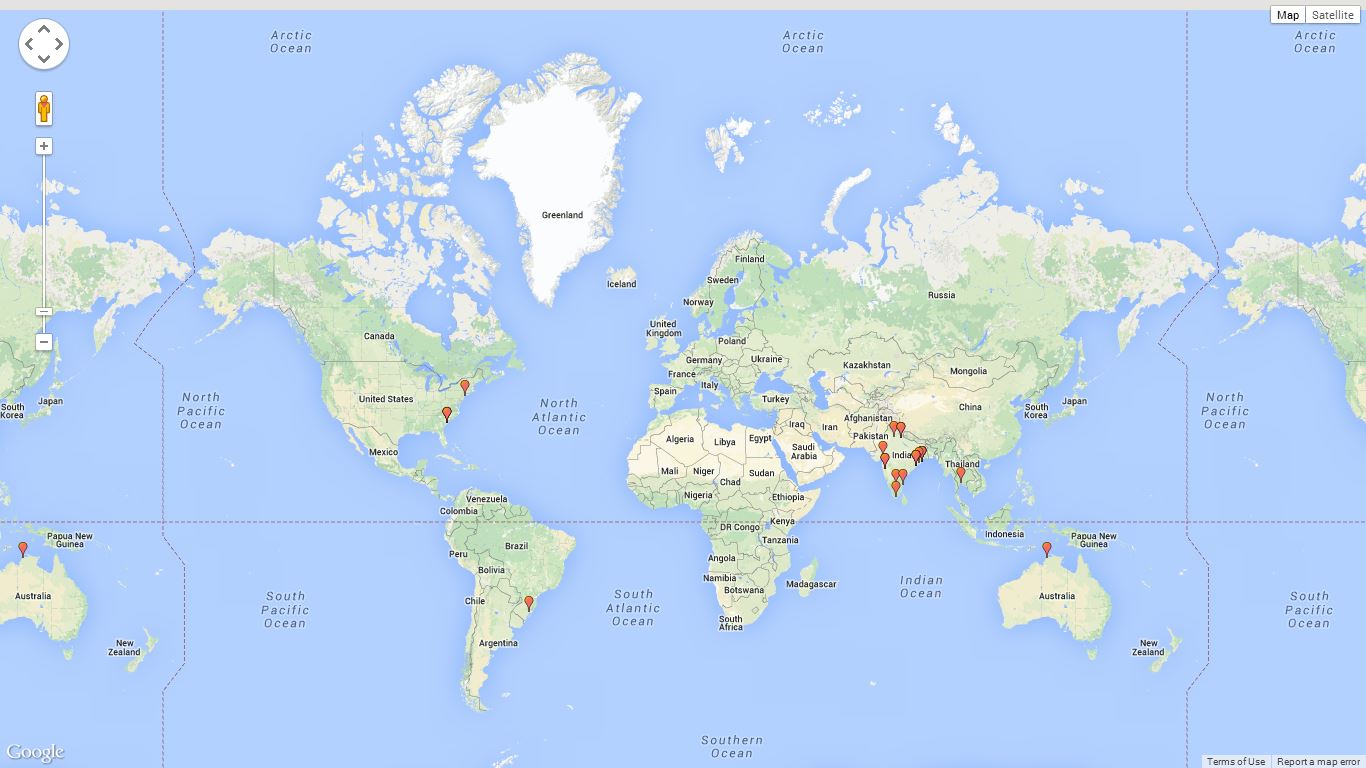 Map
Satellite
Arctic
Ocean
Arctic
Ocean
Arctic
Ocean
+
Greenland
Finland
Iceland
Sweden
Russia
Norway
−
United
Kingdom
Canada
Poland
Germany
Ukraine
Kazakhstan
Mongolia
France
Italy
Spain
Turkey
United States
China
Japan
South
Korea
Japan
South
Korea
North
Pacific
Ocean
North
Atlantic
Ocean
North
Pacific
Ocean
Afghanistan
Iraq
Iran
Pakistan
Algeria
Libya
Egypt
Saudi
Arabia
India
Mexico
Thailand
Mali
Niger
Sudan
Chad
Nigeria
Ethiopia
Venezuela
Colombia
Kenya
DR Congo
Tanzania
Indonesia
Papua New
Guinea
Papua New
Guinea
Brazil
Peru
Angola
Bolivia
Namibia
Botswana
Madagascar
Indian
Ocean
Australia
Australia
Chile
South
Pacific
Ocean
South
Atlantic
Ocean
South
Pacific
Ocean
South
Africa
Argentina
New
Zealand
New
Zealand
Southern
Ocean
Google
Terms of Use
Report a map error